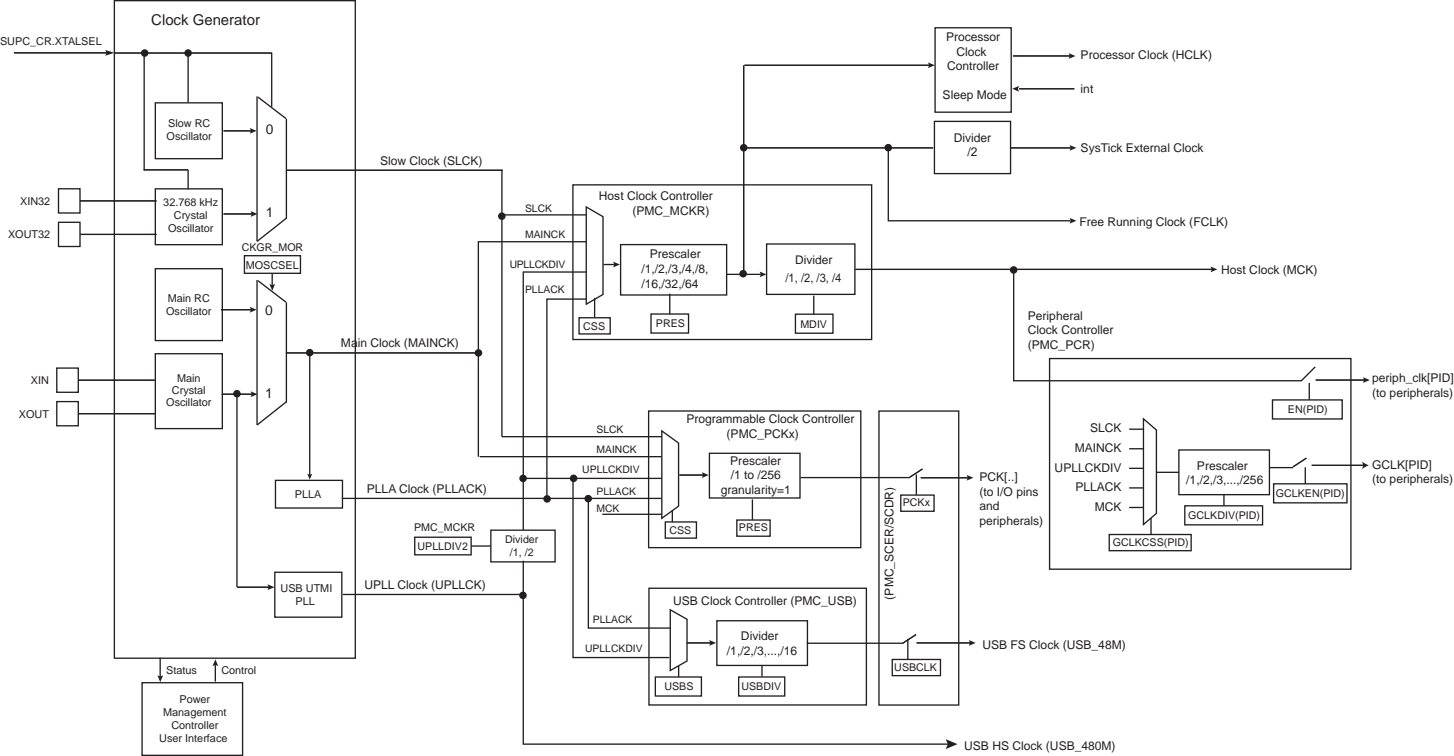 Clock Generator
SUPC_CR.XTALSEL
Slow RC
Oscillator
0
1
XIN32
XOUT32
32.768 kHz
Crystal
Oscillator
CKGR_MOR
MOSCSEL
Main RC
Oscillator
0
1
XIN
XOUT
Main
Crystal
Oscillator
PLLA
USB UTMI
PLL
Status
Control
Power
Management
Controller
User Interface
Slow Clock (SLCK)
Main Clock (MAINCK)
PLLA Clock (PLLACK)
PMC_MCKR
UPLLDIV2
Divider
/1, /2
UPLL Clock (UPLLCK)
Host Clock Controller
(PMC_MCKR)
SLCK
MAINCK
UPLLCKDIV
PLLACK
CSS
Prescaler
/1,/2,/3,/4,/8,
/16,/32,/64
PRES
Divider
/1, /2, /3, /4
MDIV
Processor
Clock
Controller
Sleep Mode
Processor Clock (HCLK)
int
Divider
/2
SysTick External Clock
Free Running Clock (FCLK)
Host Clock (MCK)
Programmable Clock Controller
(PMC_PCKx)
SLCK
MAINCK
UPLLCKDIV
PLLACK
MCK
CSS
Prescaler
/1 to /256
granularity=1
PRES
(PMC_SCER/SCDR)
PCKx
PCK[..]
(to I/O pins
and
peripherals)
USB Clock Controller (PMC_USB)
PLLACK
UPLLCKDIV
USBS
Divider
/1,/2,/3,...,/16
USBDIV
USBCLK
USB FS Clock (USB_48M)
USB HS Clock (USB_480M)
Peripheral
Clock Controller
(PMC_PCR)
EN(PID)
periph_clk[PID]
(to peripherals)
SLCK
MAINCK
UPLLCKDIV
PLLACK
MCK
GCLKCSS(PID)
Prescaler
/1,/2,/3,...,/256
GCLKDIV(PID)
GCLKEN(PID)
GCLK[PID]
(to peripherals)